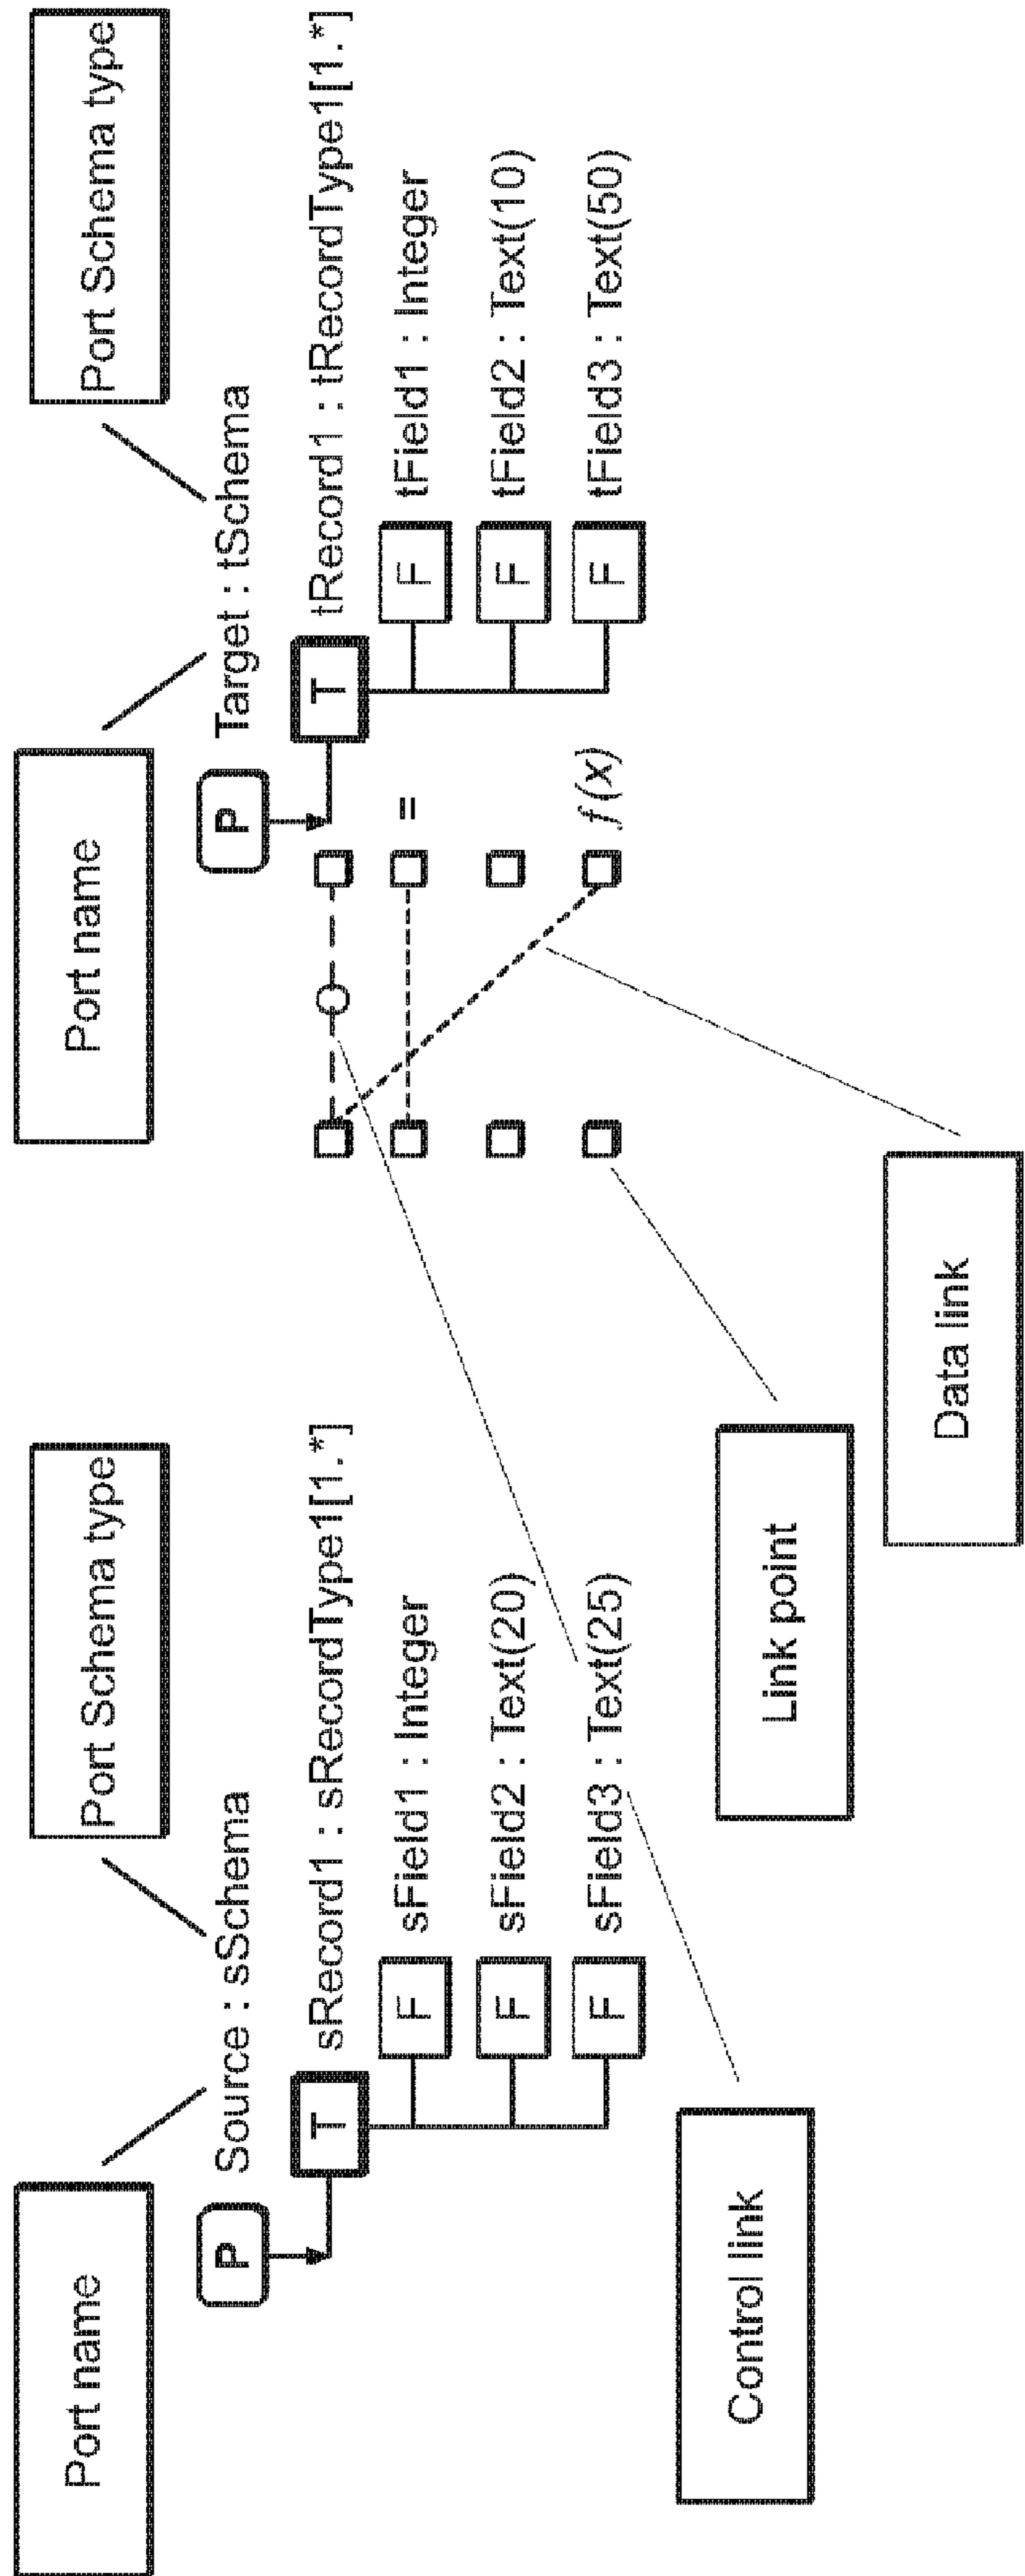 Port name
Port Schema type
P
Source : sSchema
T
sRecord1 : sRecordType1[1.*]
F
sField1 : Integer
F
sField2 : Text(20)
F
sField3 : Text(25)
Port name
Port Schema type
P
Target : tSchema
T
tRecord1 : tRecordType1[1.*]
=
F
tField1 : Integer
F
tField2 : Text(10)
f(x)
F
tField3 : Text(50)
Control link
Link point
Data link